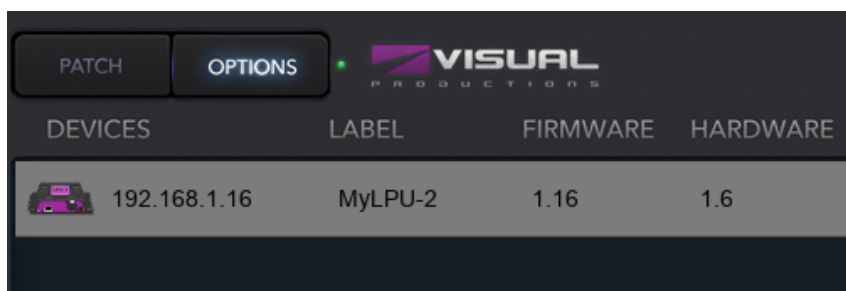 PATCH OPTIONS VISUAL
PRODUCTIONS
DEVICES LABEL FIRMWARE HARDWARE
192.168.1.16 MyLPU-2 1.16 1.6